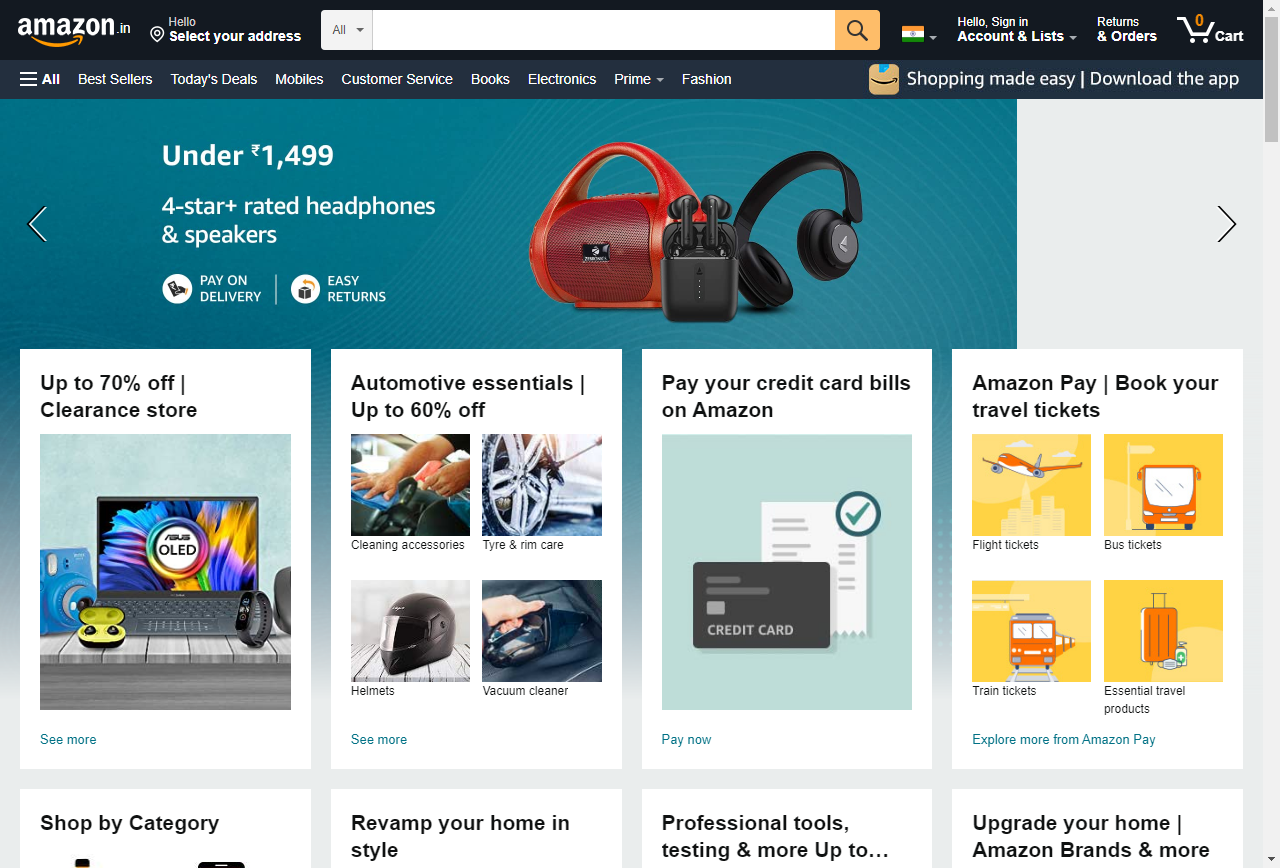 amazon.in
Hello
Select your address
All
Hello, Sign in
Account & Lists
Returns
& Orders
0
Cart
All
Best Sellers
Today's Deals
Mobiles
Customer Service
Books
Electronics
Prime
Fashion
Shopping made easy | Download the app
Under ₹1,499
4-star+ rated headphones
& speakers
PAY ON
DELIVERY
EASY
RETURNS
Up to 70% off |
Clearance store
ASUS
OLED
See more
Automotive essentials |
Up to 60% off
Cleaning accessories
Tyre & rim care
Helmets
Vacuum cleaner
See more
Pay your credit card bills
on Amazon
CREDIT CARD
Pay now
Amazon Pay | Book your
travel tickets
Flight tickets
Bus tickets
Train tickets
Essential travel
products
Explore more from Amazon Pay
Shop by Category
Revamp your home in
style
Professional tools,
testing & more Up to…
Upgrade your home |
Amazon Brands & more